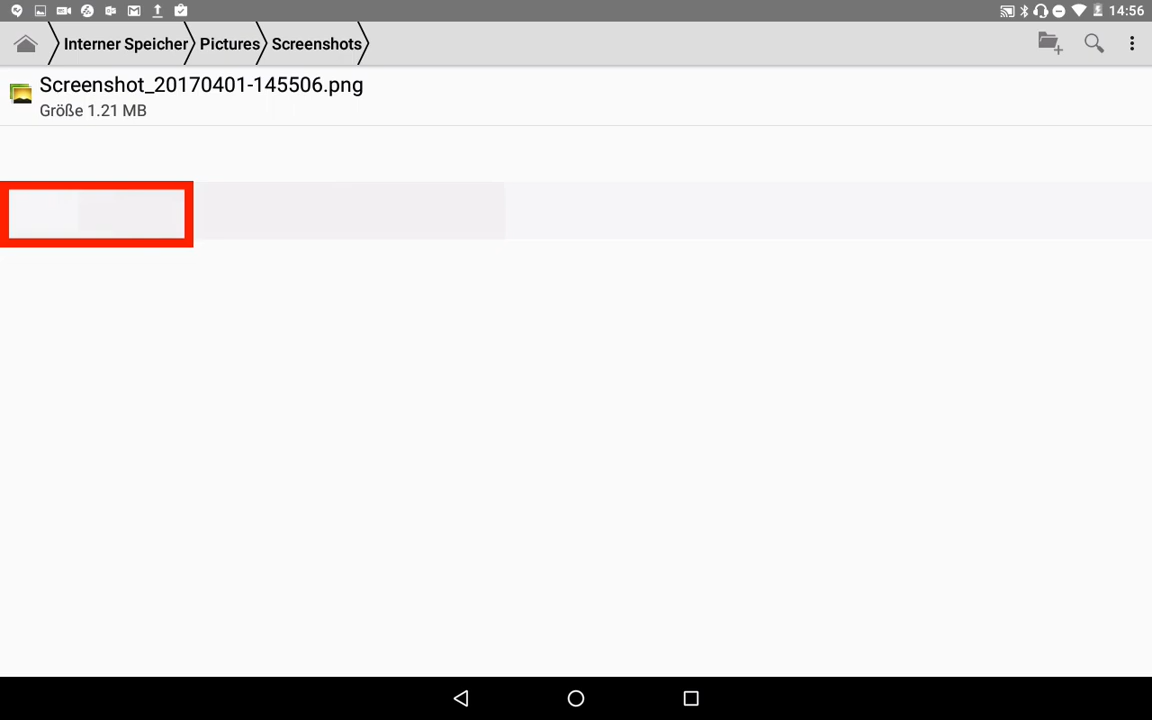 14:56
Interner Speicher Pictures Screenshots
Screenshot_20170401-145506.png
Größe 1.21 MB